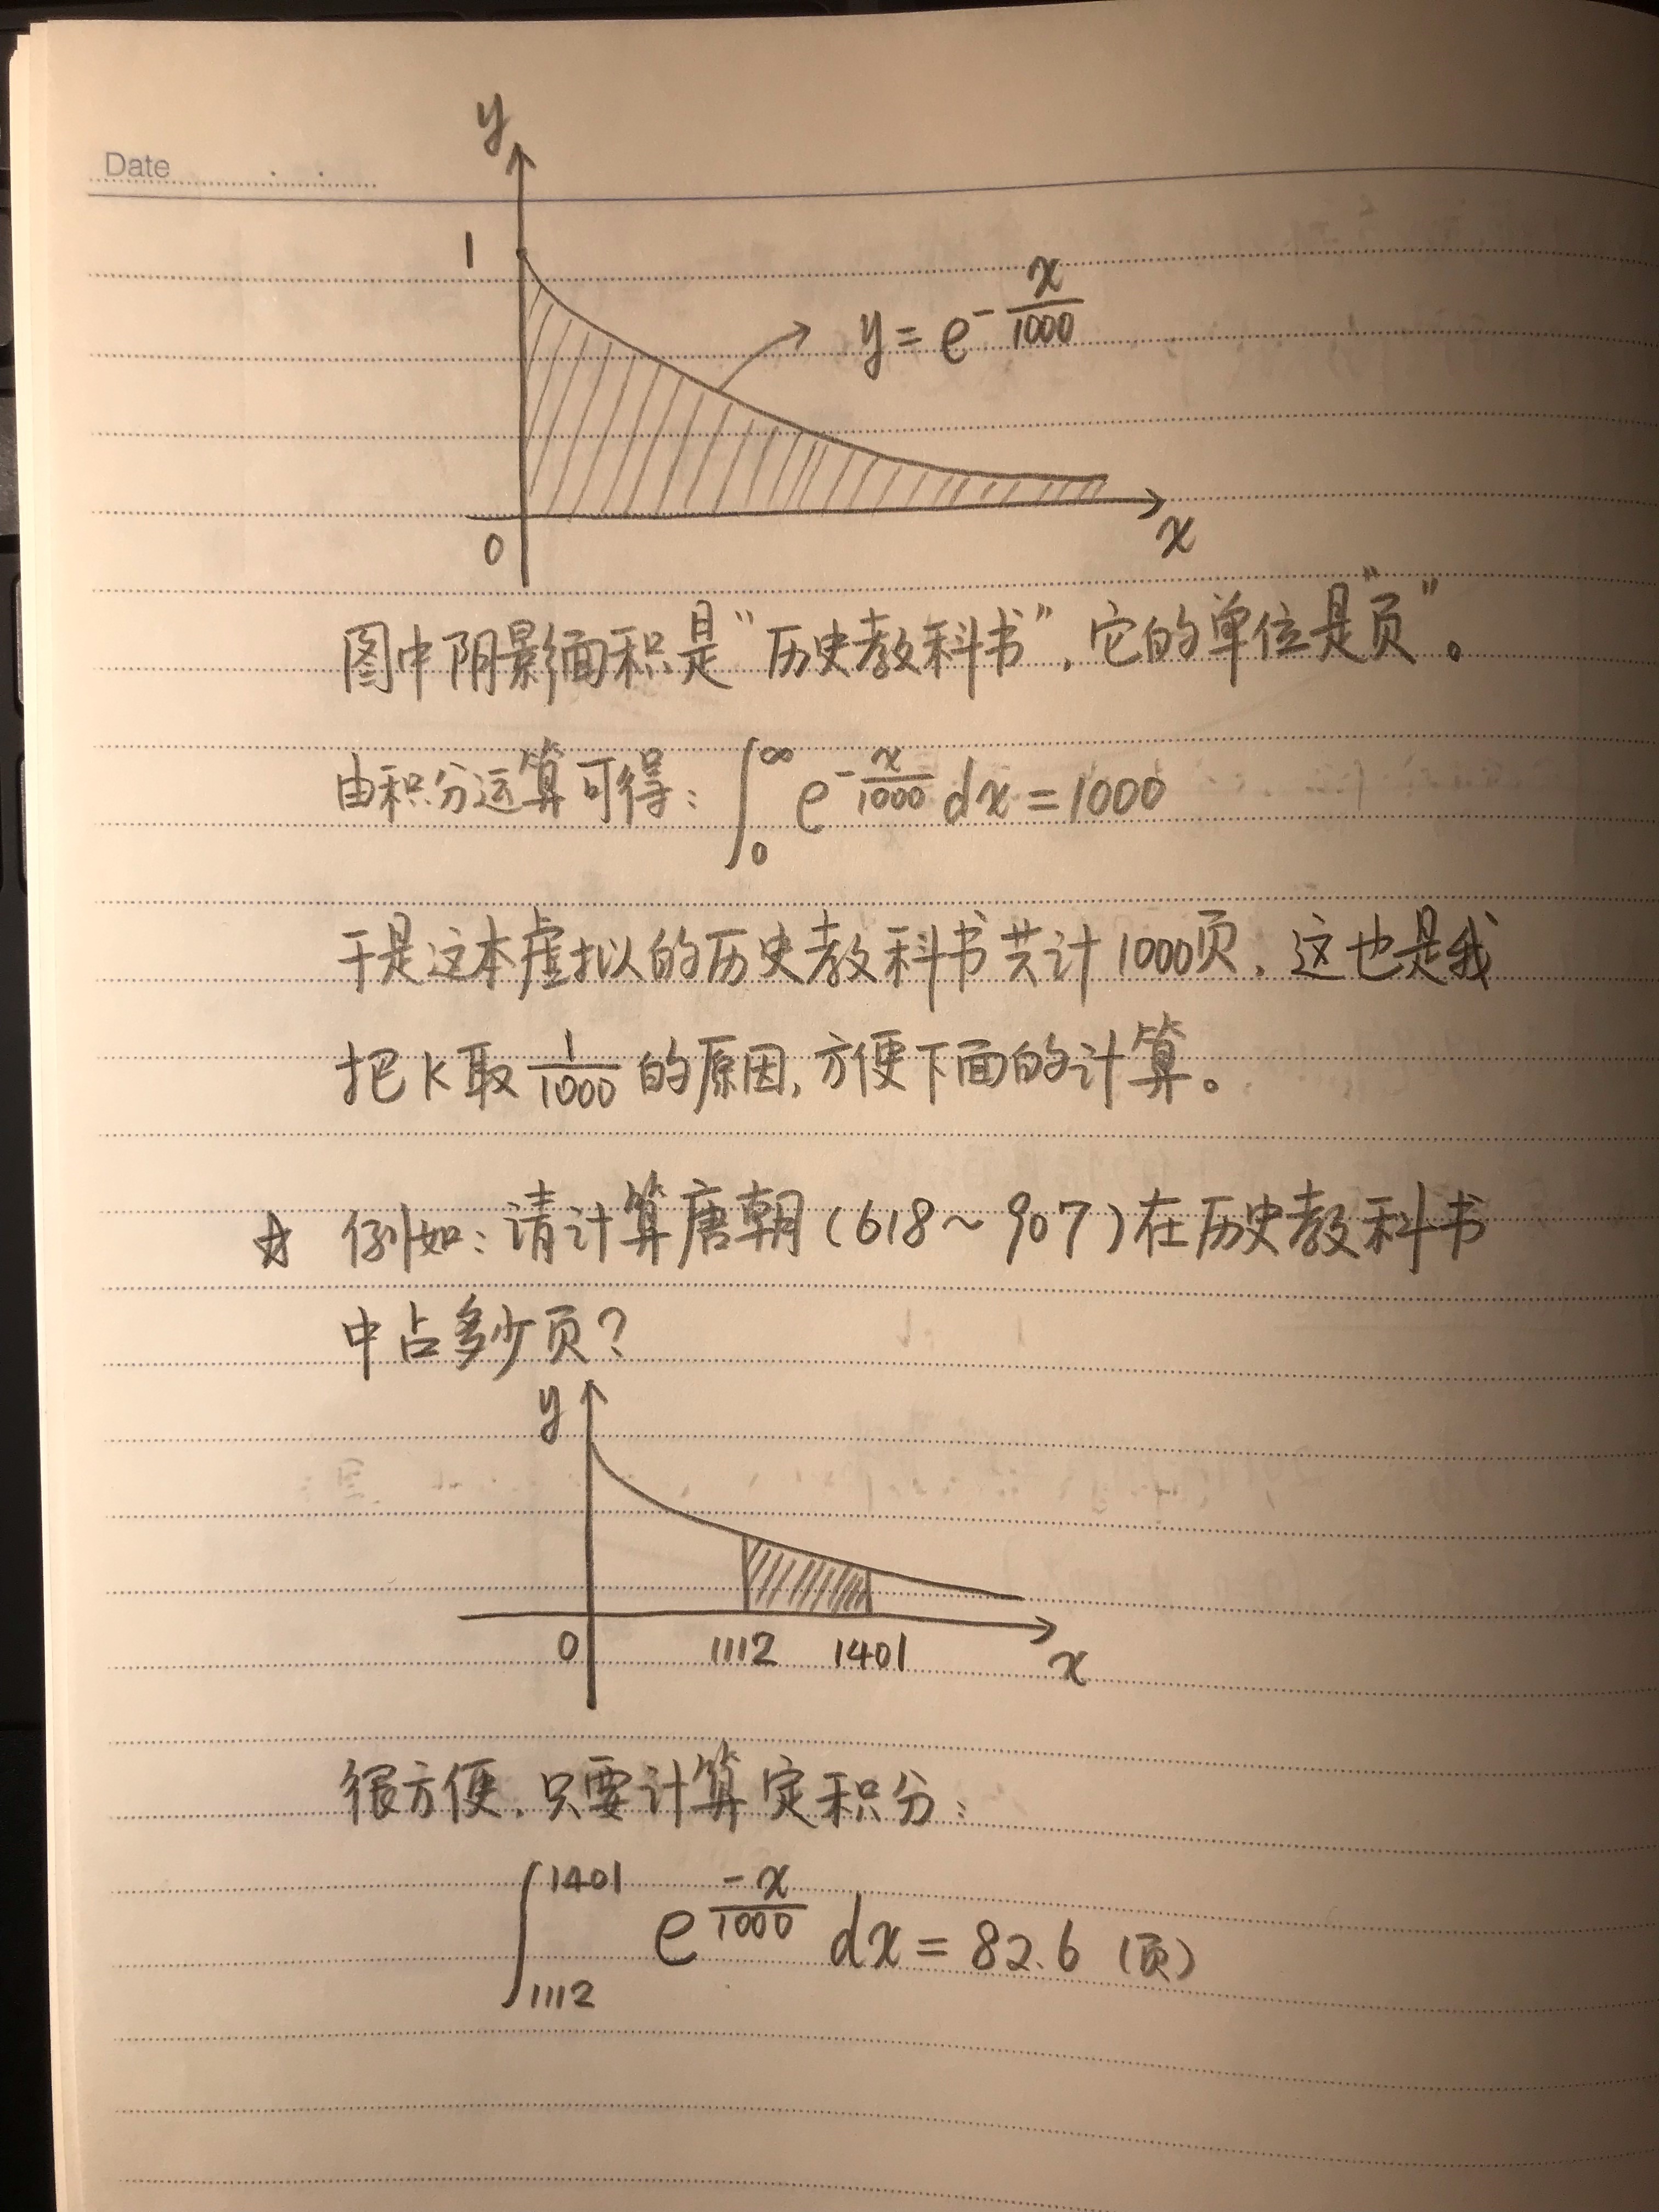 Date
y
1
y = e^{-\frac{x}{1000}}
0
x
图中阴影面积是"历史教科书",它的单位是"页"。
由积分运算可得:\int_0^∞ e^{-\frac{x}{1000}} dx = 1000
于是这本虚拟的历史教科书共计1000页,这也是我
把K取\frac{1}{1000}的原因,方便下面的计算。
☆ 例如:请计算唐朝(618~907)在历史教科书
中占多少页?
y
0 1112 1401 x
很方便,只要计算定积分:
\int_{1112}^{1401} e^{\frac{-x}{1000}} dx = 82.6 (页)